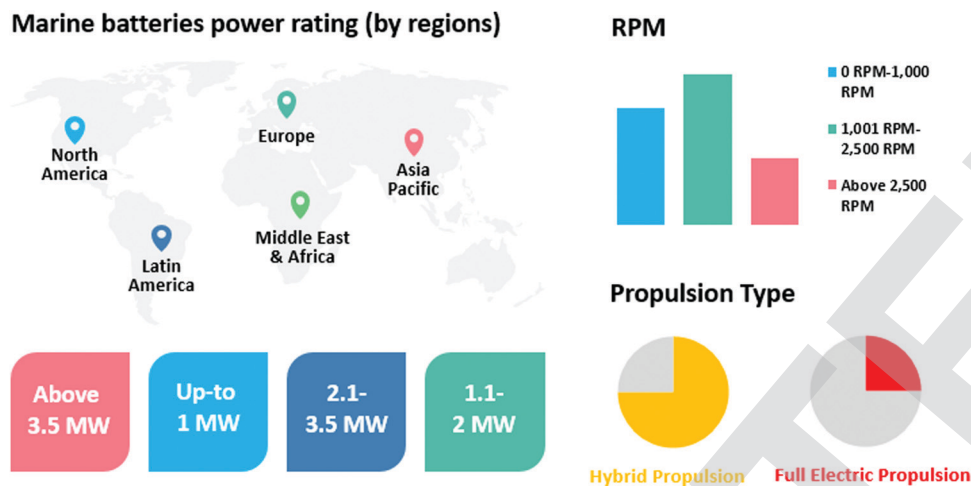 Marine batteries power rating (by regions)
North
America
Europe
Asia
Pacific
Middle East
& Africa
Latin
America
Above
3.5 MW
Up-to
1 MW
2.1-
3.5 MW
1.1-
2 MW
RPM
0 RPM-1,000
RPM
1,001 RPM-
2,500 RPM
Above 2,500
RPM
Propulsion Type
Hybrid Propulsion
Full Electric Propulsion